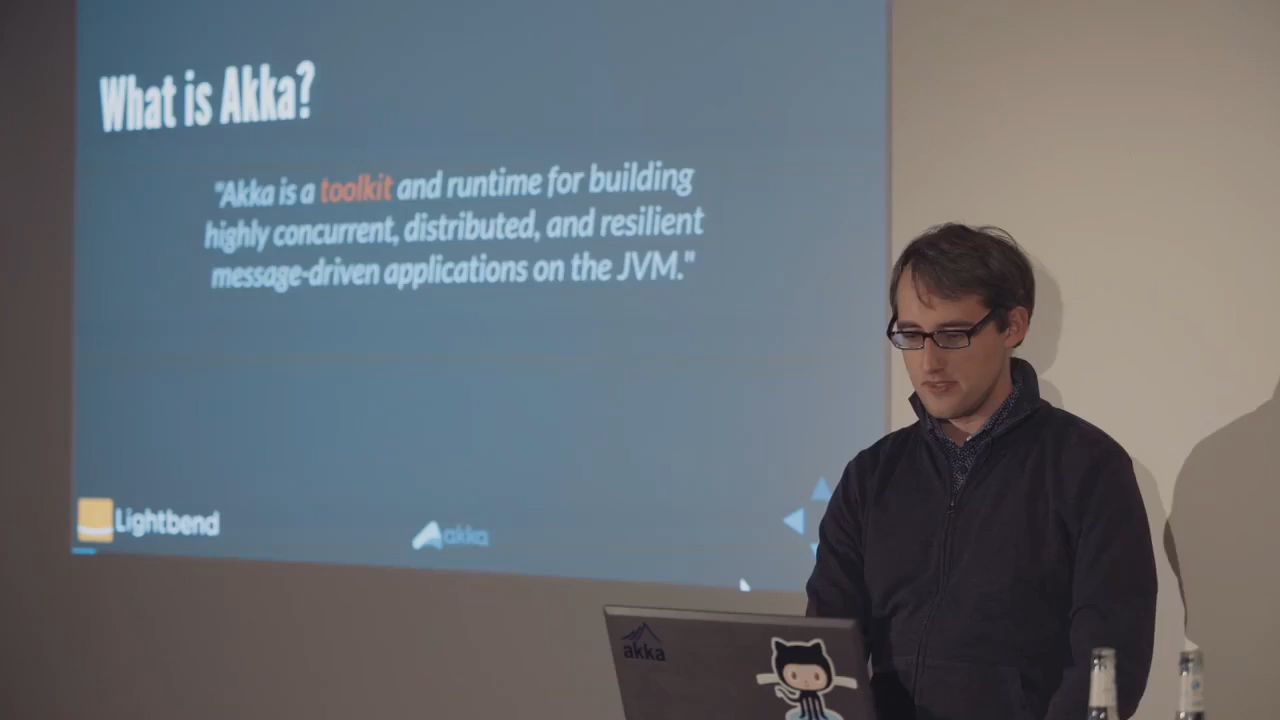 What is Akka?
"Akka is a toolkit and runtime for building
highly concurrent, distributed, and resilient
message-driven applications on the JVM."
Lightbend
akka
akka